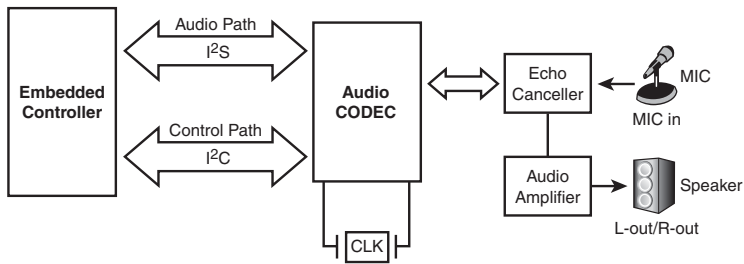 Embedded
Controller
Audio Path
I²S
Control Path
I²C
Audio
CODEC
CLK
Echo
Canceller
MIC
MIC in
Audio
Amplifier
Speaker
L-out/R-out